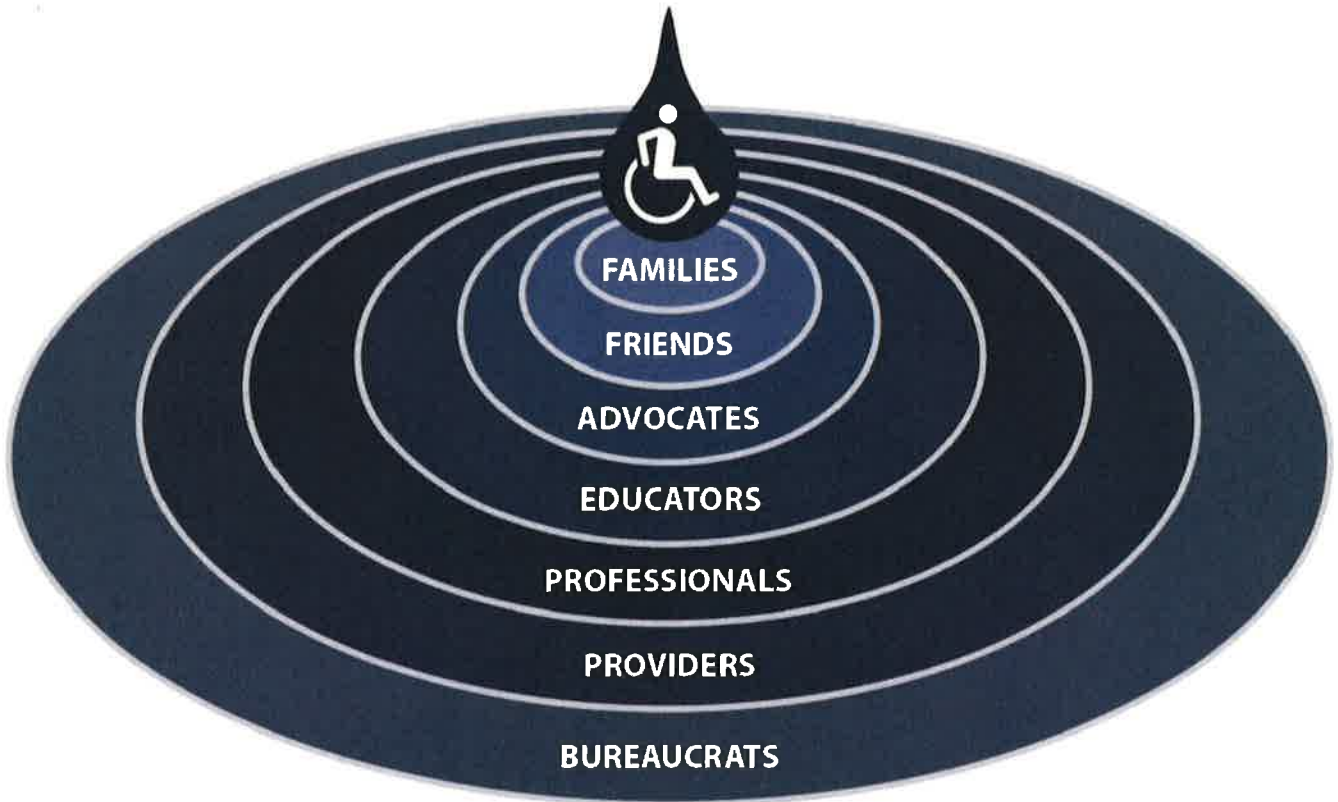 FAMILIES
FRIENDS
ADVOCATES
EDUCATORS
PROFESSIONALS
PROVIDERS
BUREAUCRATS